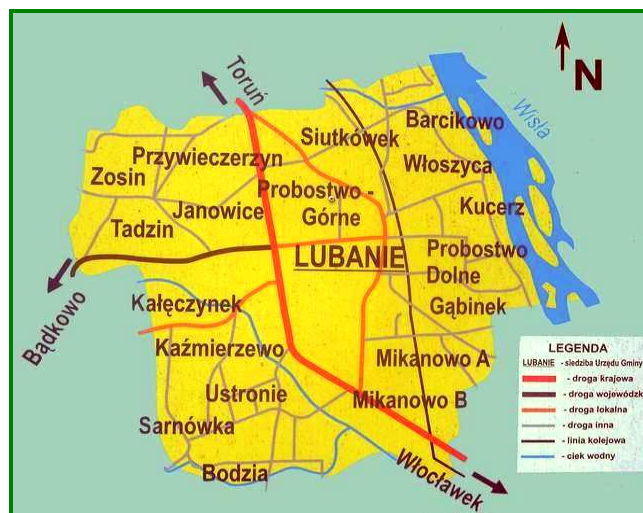 N
Toruń
Wisła
Barcikowo
Siutkówek
Przywieczerzyn
Włoszyca
Zosin
Probostwo -
Górne
Janowice
Kucerz
Tadzin
LUBANIE
Probostwo
Dolne
Bądkowo
Kałęczynek
Gąbinek
Kaźmierzewo
Mikanowo A
Ustronie
Mikanowo B
Sarnówka
Bodzia
Włocławek
LEGENDA
LUBANIE - siedziba Urzędu Gminy
- droga krajowa
- droga wojewódzk
- droga lokalna
- droga inna
- linia kolejowa
- ciek wodny